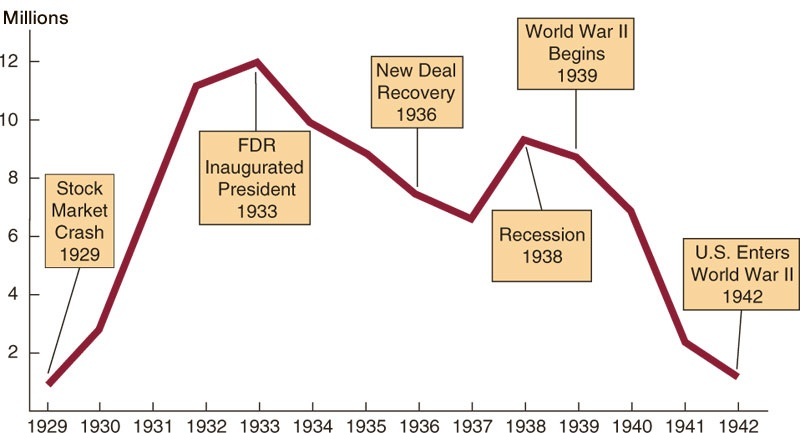 Millions
12
10
8
6
4
2
Stock
Market
Crash
1929
FDR
Inaugurated
President
1933
New Deal
Recovery
1936
World War II
Begins
1939
Recession
1938
U.S. Enters
World War II
1942
1929 1930 1931 1932 1933 1934 1935 1936 1937 1938 1939 1940 1941 1942